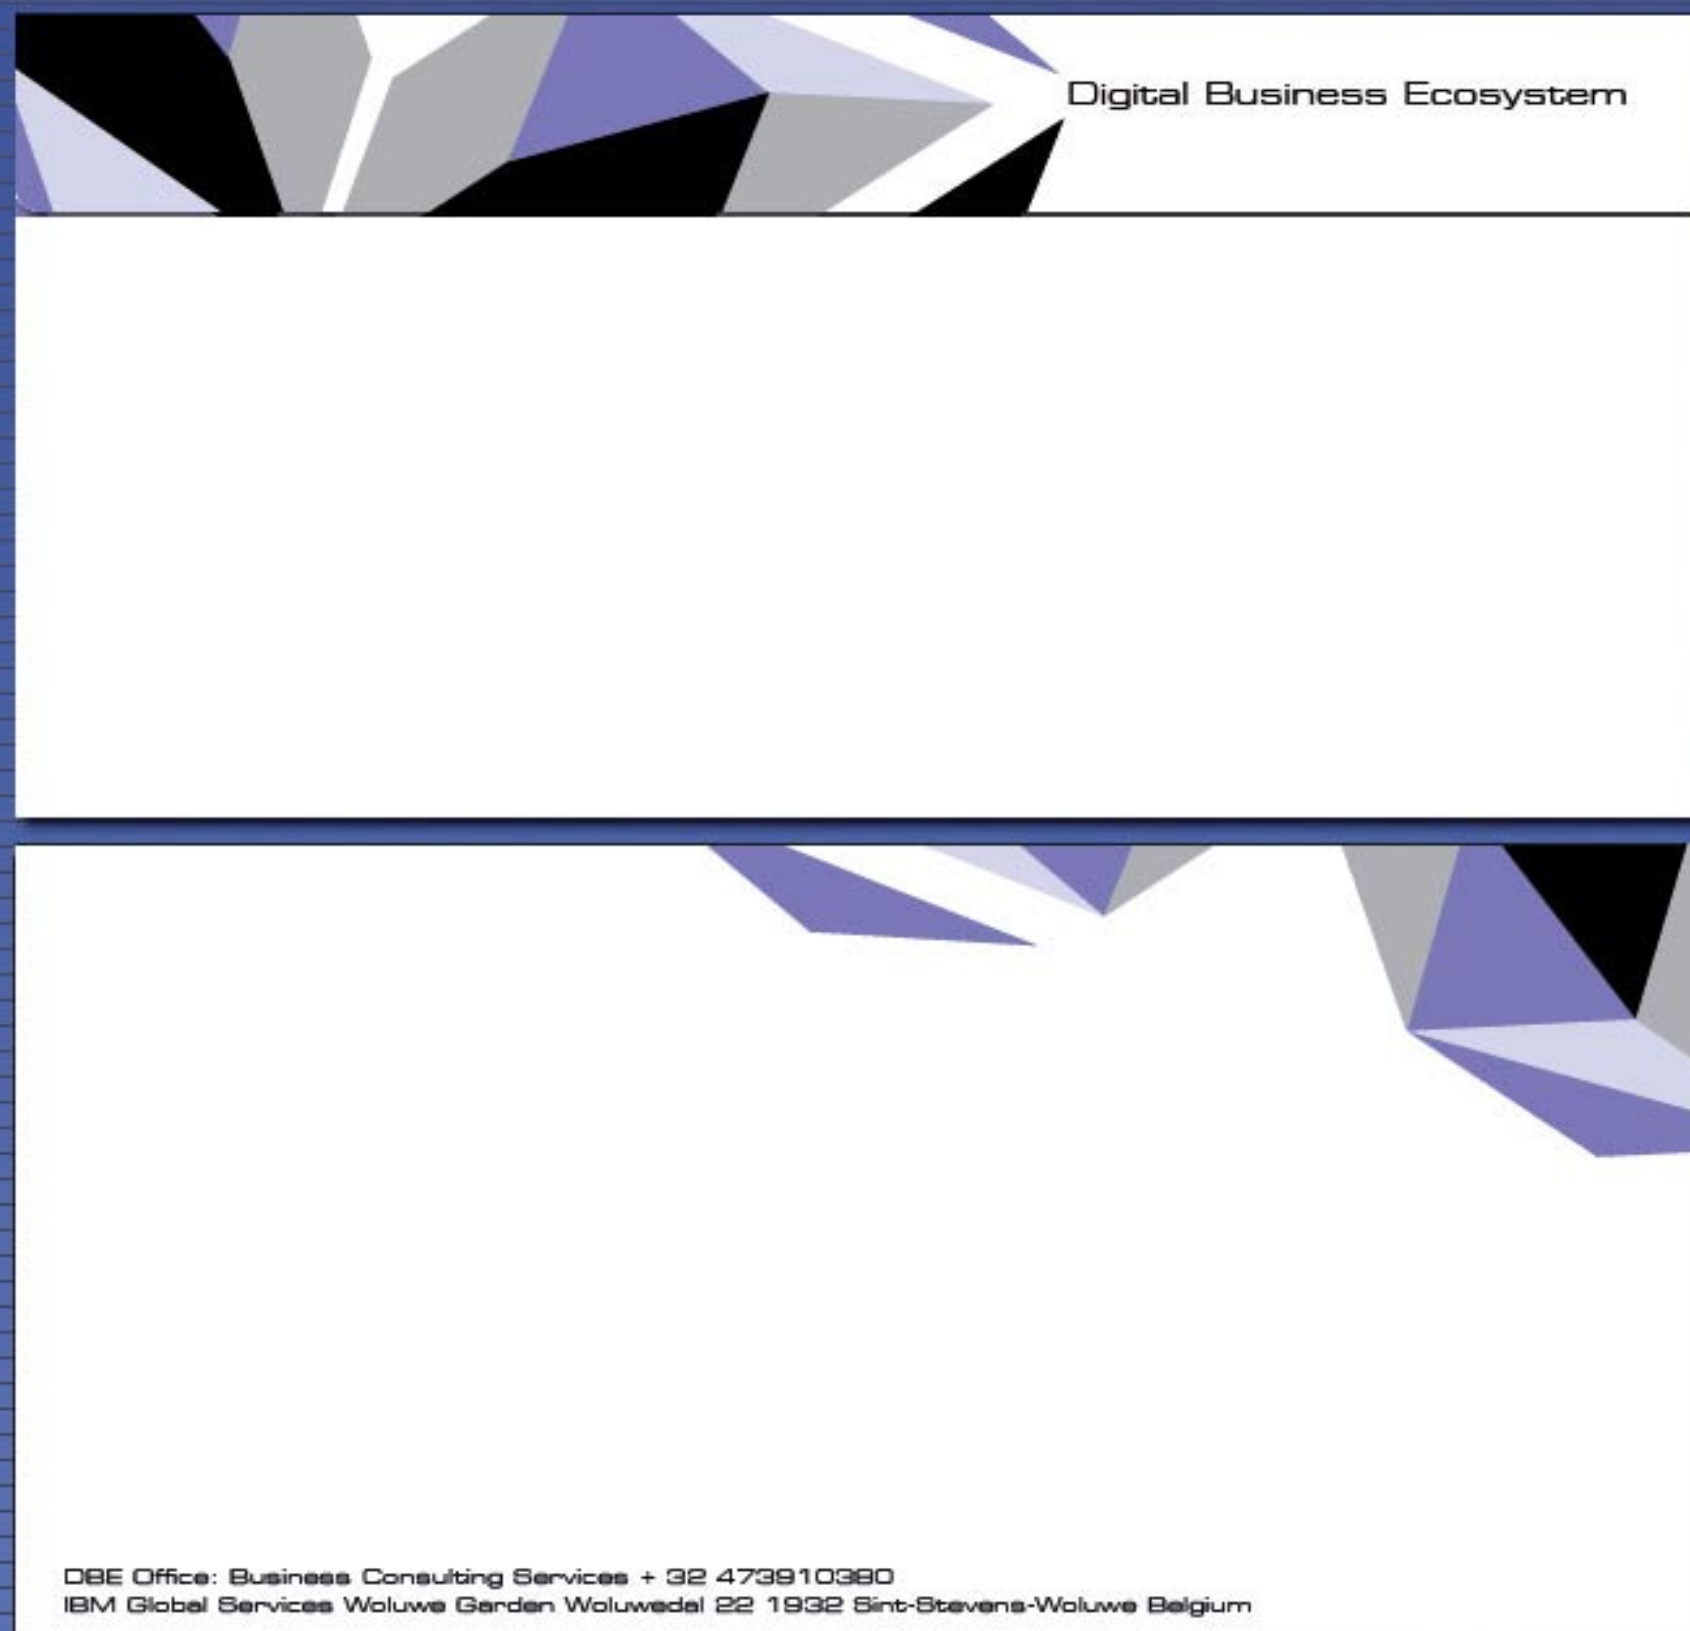 Digital Business Ecosystem
DBE Office: Business Consulting Services + 32 473910380
IBM Global Services Woluwe Garden Woluwedal 22 1932 Sint-Stevens-Woluwe Belgium